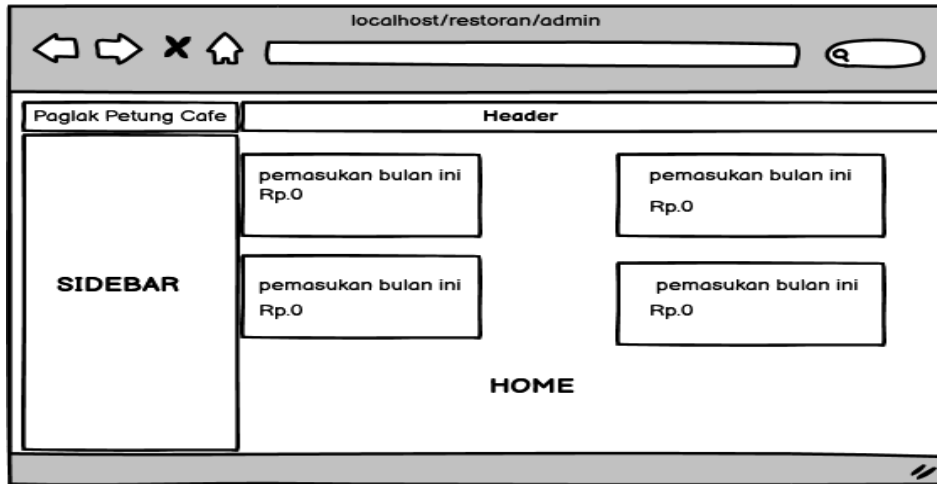 localhost/restoran/admin
Paglak Petung Cafe
Header
SIDEBAR
pemasukan bulan ini
Rp.0
pemasukan bulan ini
Rp.0
pemasukan bulan ini
Rp.0
pemasukan bulan ini
Rp.0
HOME